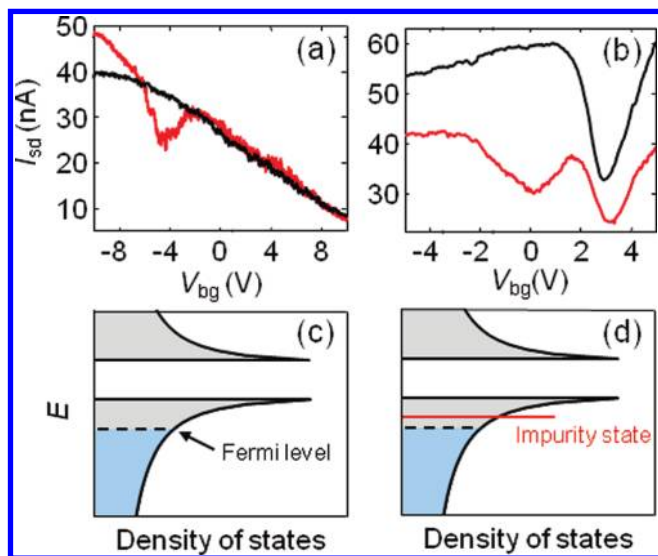 (a)
50
40
30
20
10
I_sd (nA)
-8 -4 0 4 8
V_bg (V)
(b)
60
50
40
30
-4 -2 0 2 4
V_bg(V)
(c)
E
Fermi level
Density of states
(d)
Impurity state
Density of states